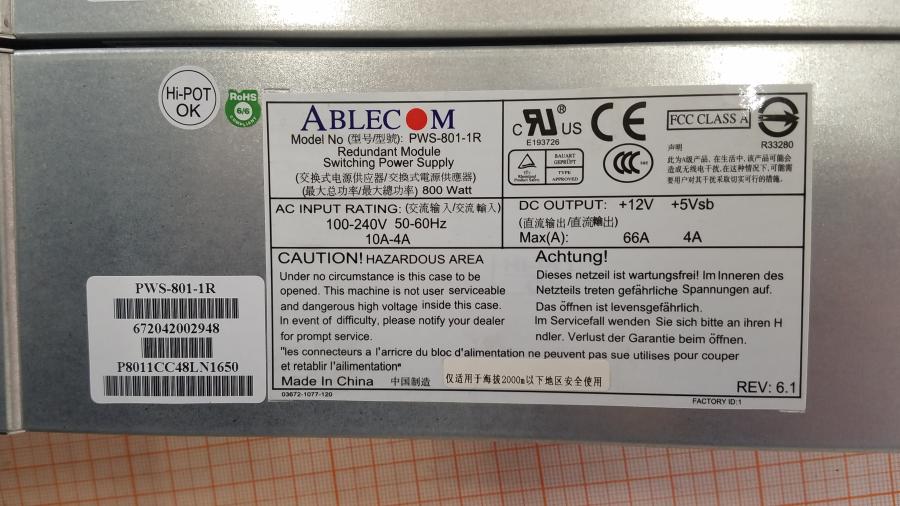 Hi-POT
OK
RoHS
6/6
COMPLIANT
ABLECOM
Model No (型号/型號): PWS-801-1R
Redundant Module
Switching Power Supply
(交换式电源供应器/交換式電源供應器)
(最大总功率/最大總功率) 800 Watt
C RU US ®
E193726
CE
FCC CLASS A
R33280
TÜV
Rheinland
Product Safety
BAUART
GEPRÜFT
TYPE
APPROVED
CCC
声明
此为A级产品，在生活中，该产品可能会
造成无线电干扰，在这种情况下，可能需
要用户对其干扰采取切实可行的措施。
AC INPUT RATING: (交流输入/交流輸入)
100-240V 50-60Hz
10A-4A
DC OUTPUT: +12V +5Vsb
(直流输出/直流輸出)
Max(A): 66A 4A
CAUTION! HAZARDOUS AREA
Under no circumstance is this case to be
opened. This machine is not user serviceable
and dangerous high voltage inside this case.
In event of difficulty, please notify your dealer
for prompt service.
Achtung!
Dieses netzeil ist wartungsfrei! Im Inneren des
Netzteils treten gefährliche Spannungen auf.
Das öffnen ist levensgefährlich.
Im Servicefall wenden Sie sich bitte an ihren H
ndler. Verlust der Garantie beim öffnen.
"les connecteurs a l'arricre du bloc d'alimentation ne peuvent pas sue utilises pour couper
et retablir l'ailimentation"
Made In China 中国制造
仅适用于海拔2000m以下地区安全使用
REV: 6.1
03672-1077-120
FACTORY ID:1
PWS-801-1R
672042002948
P8011CC48LN1650